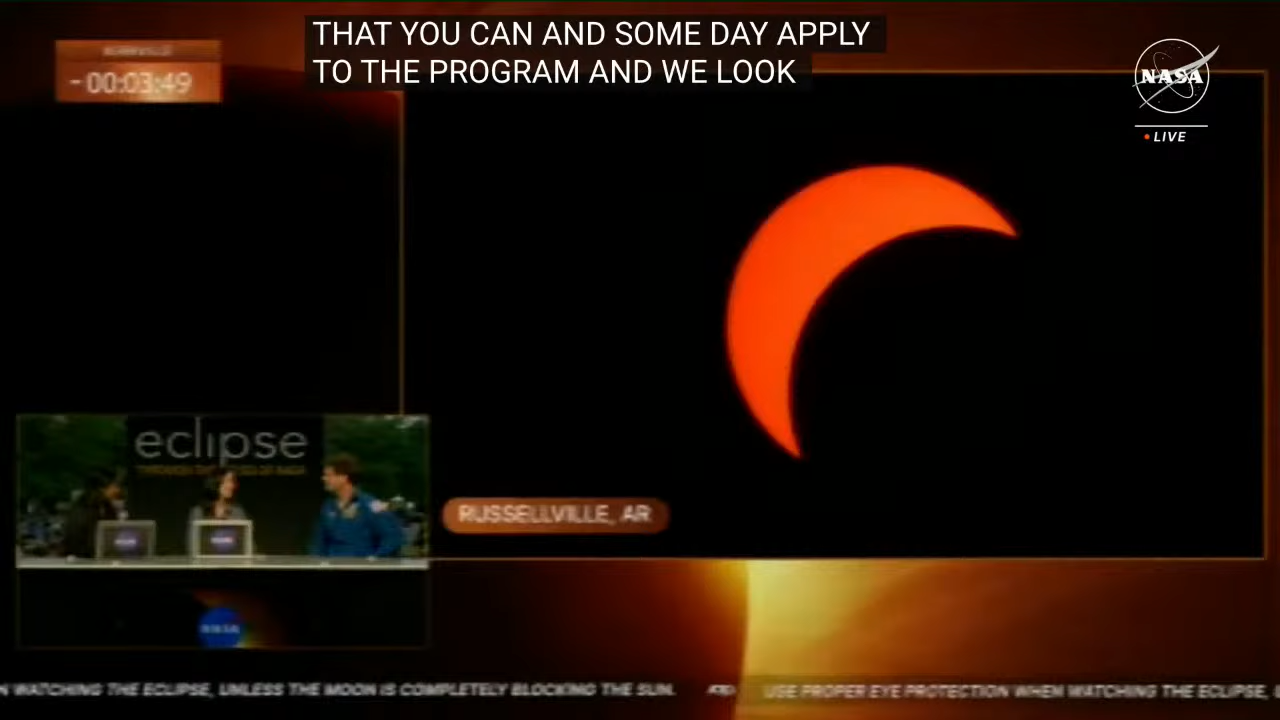 THAT YOU CAN AND SOME DAY APPLY
TO THE PROGRAM AND WE LOOK
- 00:03:49
NASA
LIVE
eclipse
RUSSELLVILLE, AR
NASA
N WATCHING THE ECLIPSE, UNLESS THE MOON IS COMPLETELY BLOCKING THE SUN.
USE PROPER EYE PROTECTION WHEN WATCHING THE ECLIPSE,